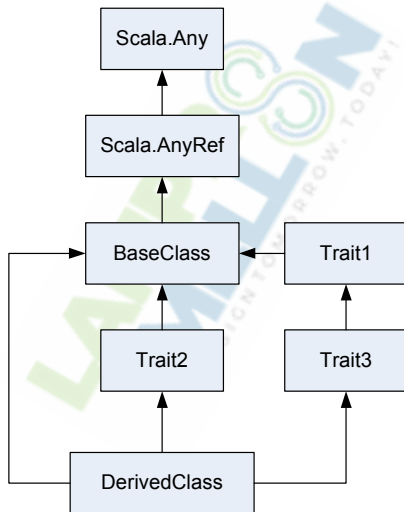 Scala.Any
Scala.AnyRef
BaseClass
Trait1
Trait2
Trait3
DerivedClass